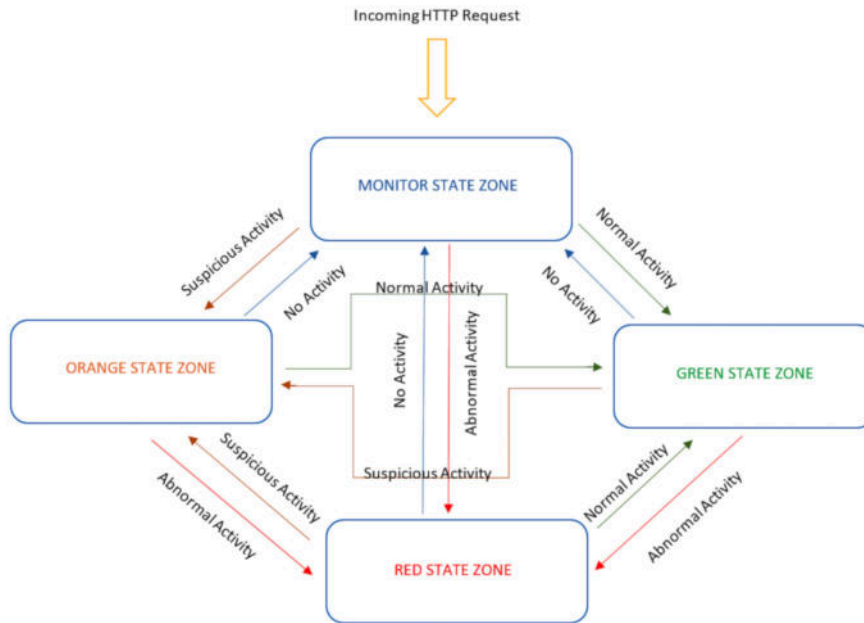 Incoming HTTP Request
MONITOR STATE ZONE
Suspicious Activity
Normal Activity
No Activity
No Activity
Normal Activity
ORANGE STATE ZONE
GREEN STATE ZONE
No Activity
Abnormal Activity
Suspicious Activity
Suspicious Activity
Abnormal Activity
Normal Activity
Abnormal Activity
RED STATE ZONE